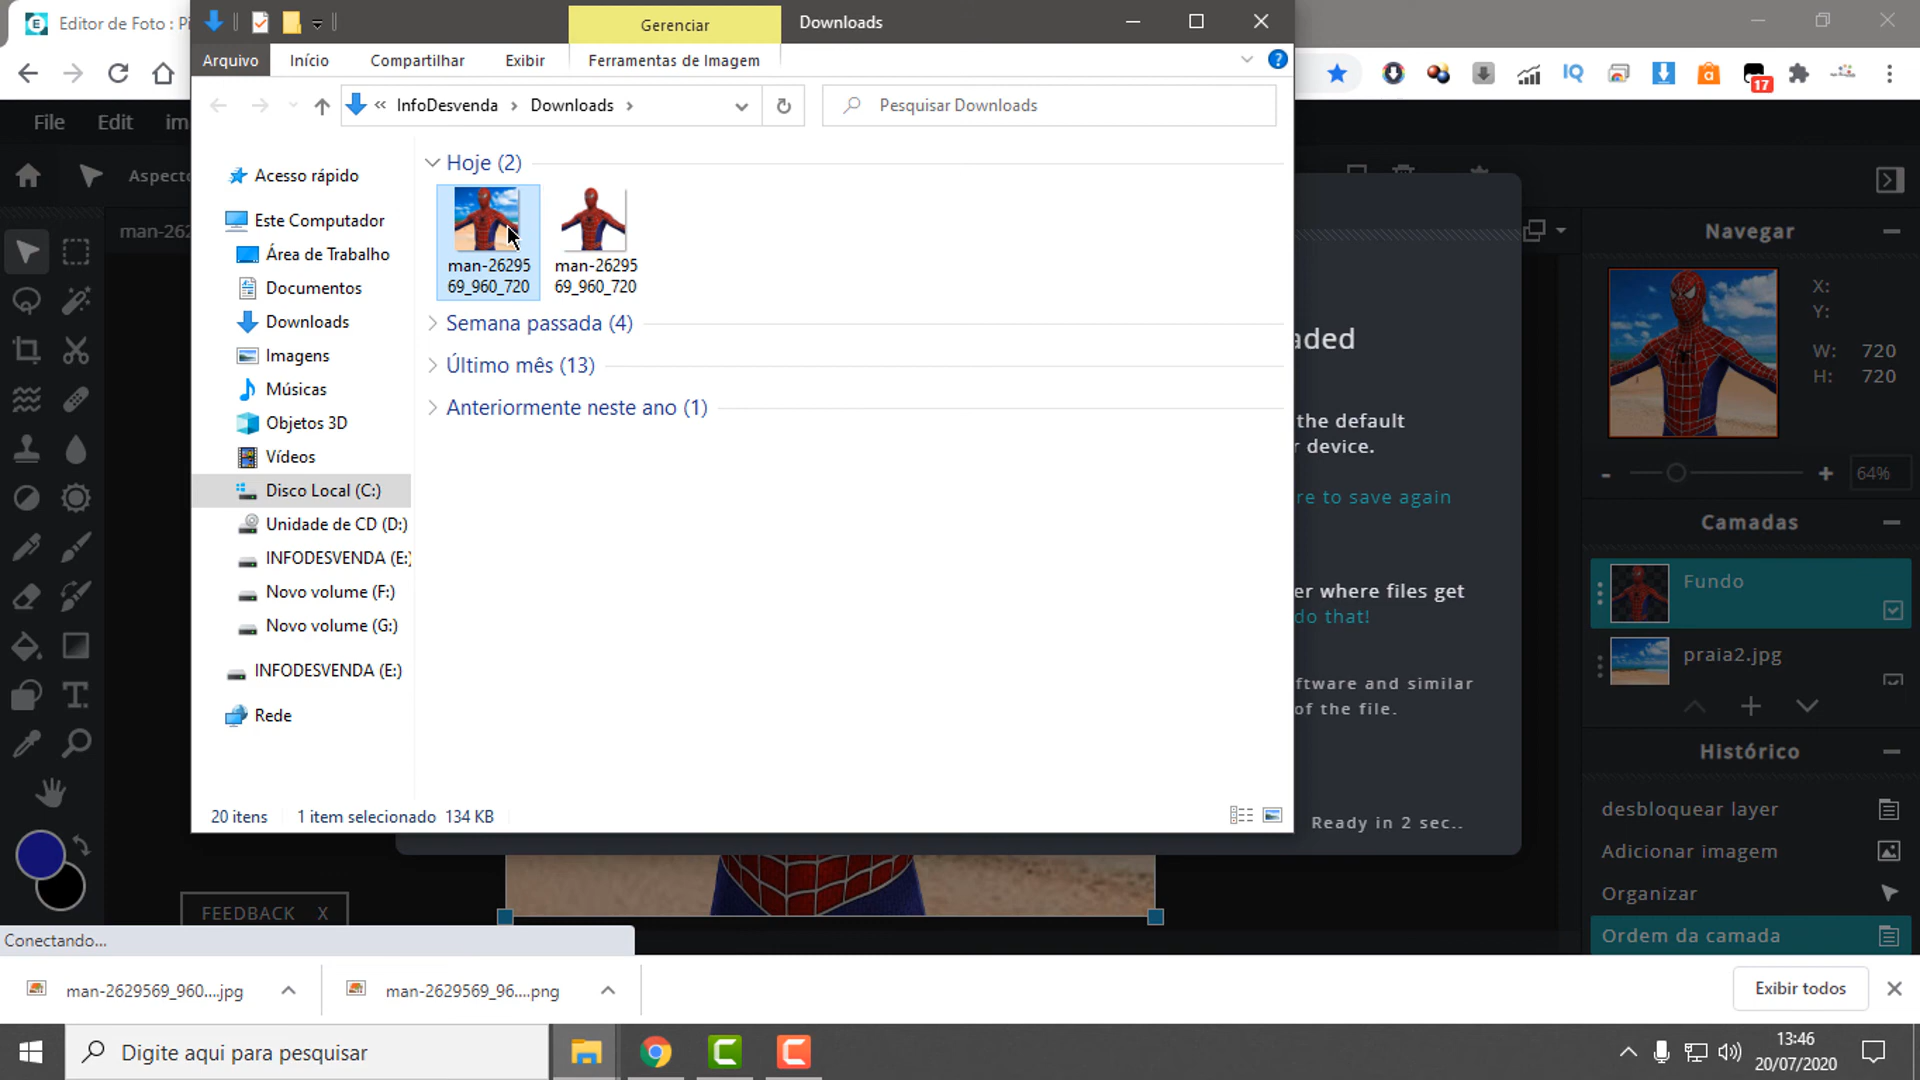 Editor de Foto : Pi
Gerenciar
Downloads
Arquivo
Início
Compartilhar
Exibir
Ferramentas de Imagem
?
IQ
a
17
« InfoDesvenda > Downloads >
Pesquisar Downloads
File
Edit
im
Aspecto
man-262
Hoje (2)
man-26295
69_960_720
man-26295
69_960_720
Semana passada (4)
Último mês (13)
Anteriormente neste ano (1)
Acesso rápido
Este Computador
Área de Trabalho
Documentos
Downloads
Imagens
Músicas
Objetos 3D
Vídeos
Disco Local (C:)
Unidade de CD (D:)
INFODESVENDA (E:)
Novo volume (F:)
Novo volume (G:)
INFODESVENDA (E:)
Rede
20 itens
1 item selecionado 134 KB
aded
the default
r device.
re to save again
er where files get
do that!
ftware and similar
of the file.
Ready in 2 sec..
Navegar
X:
Y:
W: 720
H: 720
- + 64%
Camadas
Fundo
praia2.jpg
Histórico
desbloquear layer
Adicionar imagem
Organizar
Ordem da camada
T
FEEDBACK X
Conectando...
man-2629569_960....jpg
man-2629569_96....png
Exibir todos
Digite aqui para pesquisar
C
C
13:46
20/07/2020